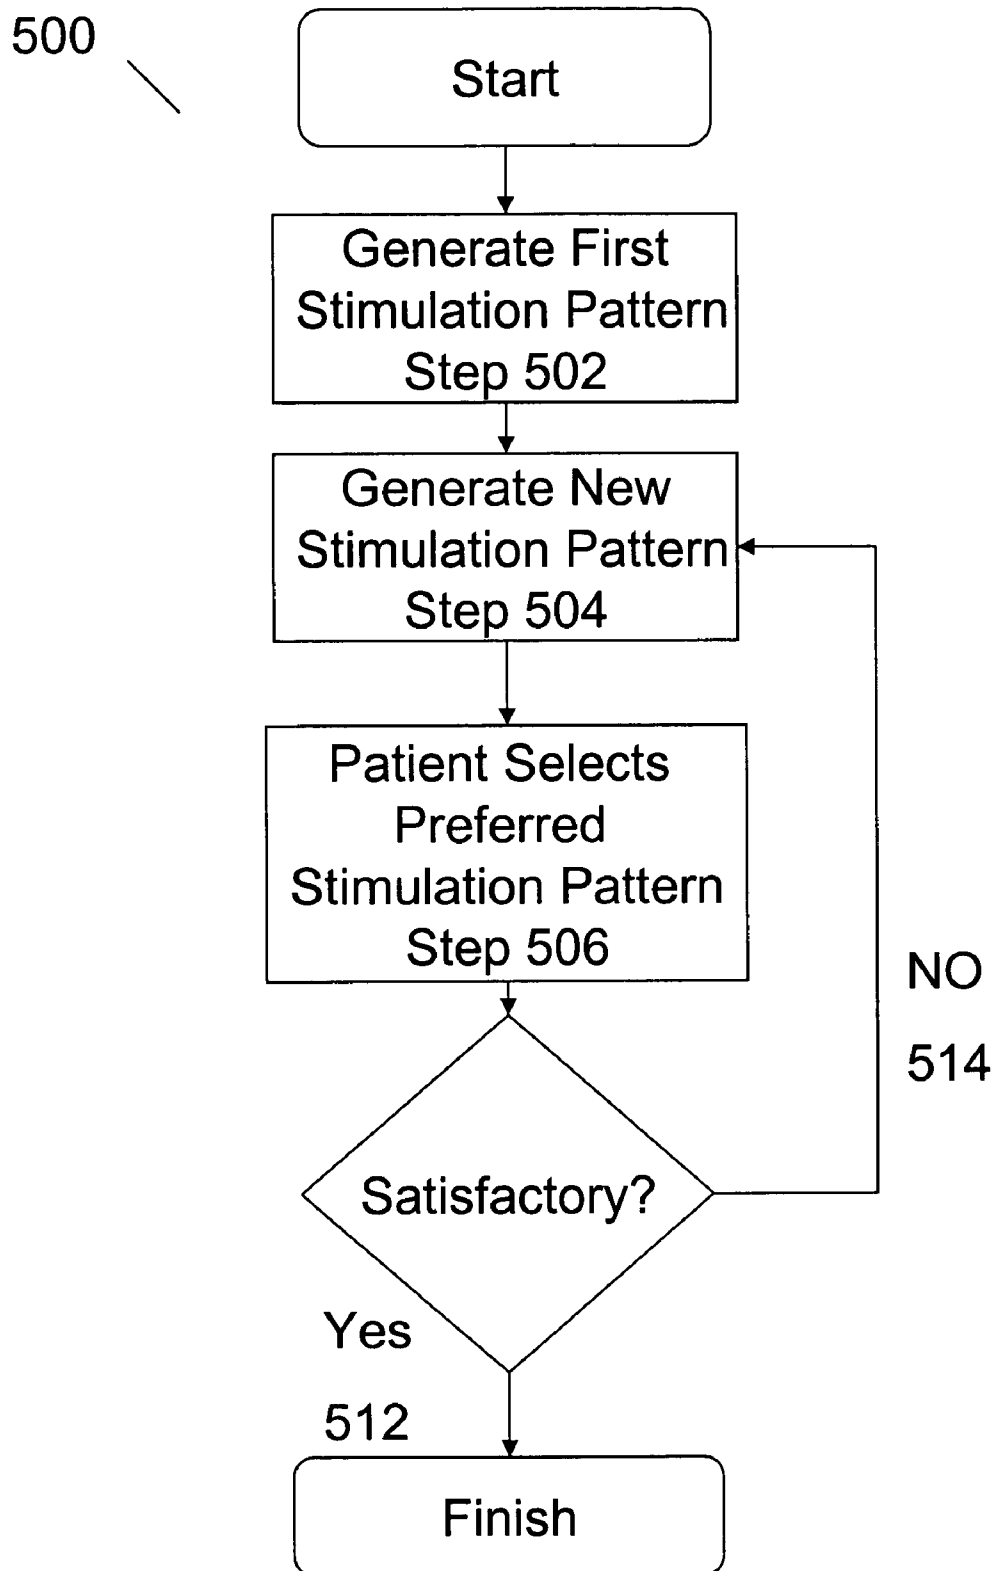 500
Start
Generate First
Stimulation Pattern
Step 502
Generate New
Stimulation Pattern
Step 504
Patient Selects
Preferred
Stimulation Pattern
Step 506
NO
514
Satisfactory?
Yes
512
Finish